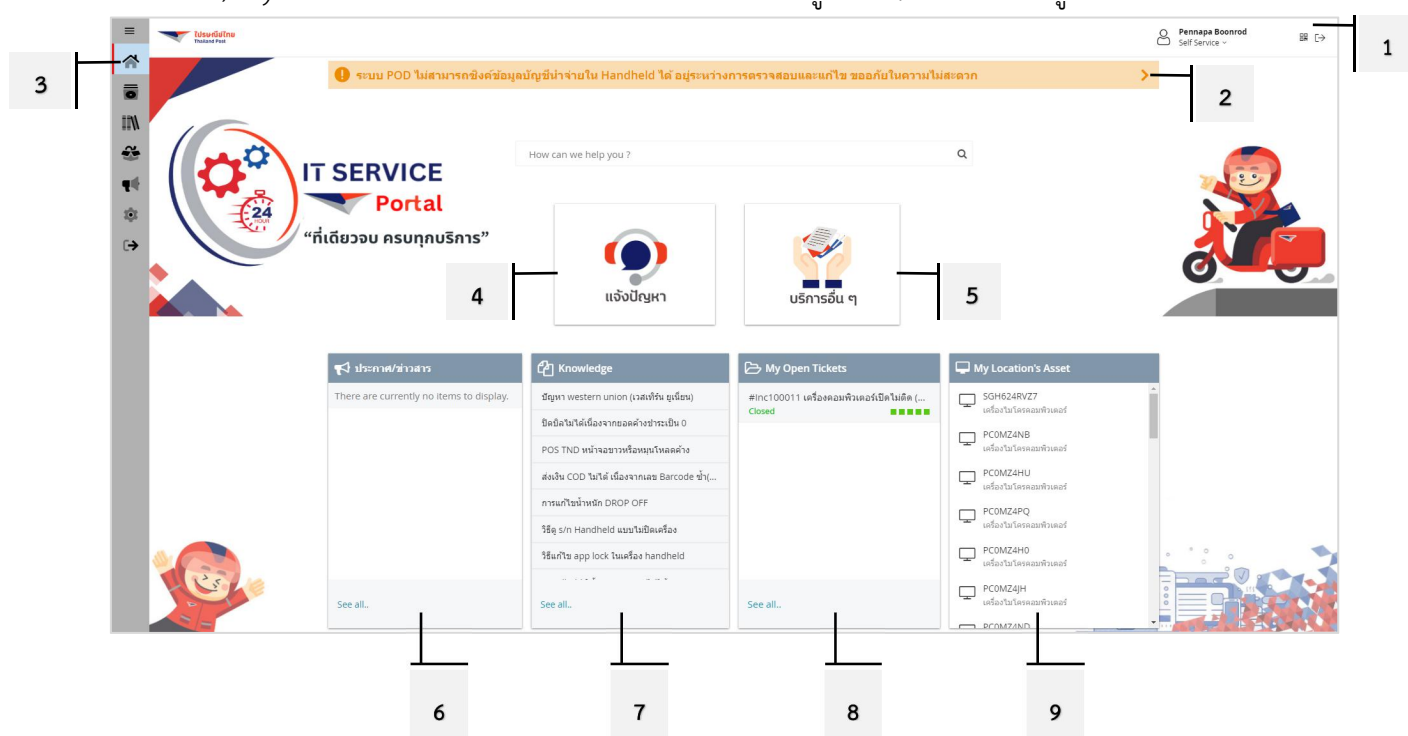 ไปรษณีย์ไทย
Thailand Post
Pennapa Boonrod
Self Service
1
3
ระบบ POD ไม่สามารถซิงค์ข้อมูลบัญชีนำจ่ายใน Handheld ได้ อยู่ระหว่างการตรวจสอบและแก้ไข ขออภัยในความไม่สะดวก
2
How can we help you ?
IT SERVICE
Portal
24
HOUR
“ที่เดียวจบ ครบทุกบริการ”
4
แจ้งปัญหา
บริการอื่น ๆ
5
ประกาศ/ข่าวสาร
There are currently no items to display.
See all..
Knowledge
ปัญหา western union (เวสเทิร์น ยูเนี่ยน)
ปิดบิลไม่ได้เนื่องจากยอดค้างชำระเป็น 0
POS TND หน้าจอขาวหรือหมุนโหลดค้าง
ส่งเงิน COD ไม่ได้ เนื่องจากเลข Barcode ซ้ำ(...
การแก้ไขน้ำหนัก DROP OFF
วิธีดู s/n Handheld แบบไม่ปิดเครื่อง
วิธีแก้ไข app lock ในเครื่อง handheld
See all..
My Open Tickets
#Inc100011 เครื่องคอมพิวเตอร์เปิดไม่ติด (...
Closed
See all..
My Location's Asset
SGH624RVZ7
เครื่องไมโครคอมพิวเตอร์
PC0MZ4NB
เครื่องไมโครคอมพิวเตอร์
PC0MZ4HU
เครื่องไมโครคอมพิวเตอร์
PC0MZ4PQ
เครื่องไมโครคอมพิวเตอร์
PC0MZ4H0
เครื่องไมโครคอมพิวเตอร์
PC0MZ4JH
เครื่องไมโครคอมพิวเตอร์
PC0MZ4ND
6
7
8
9